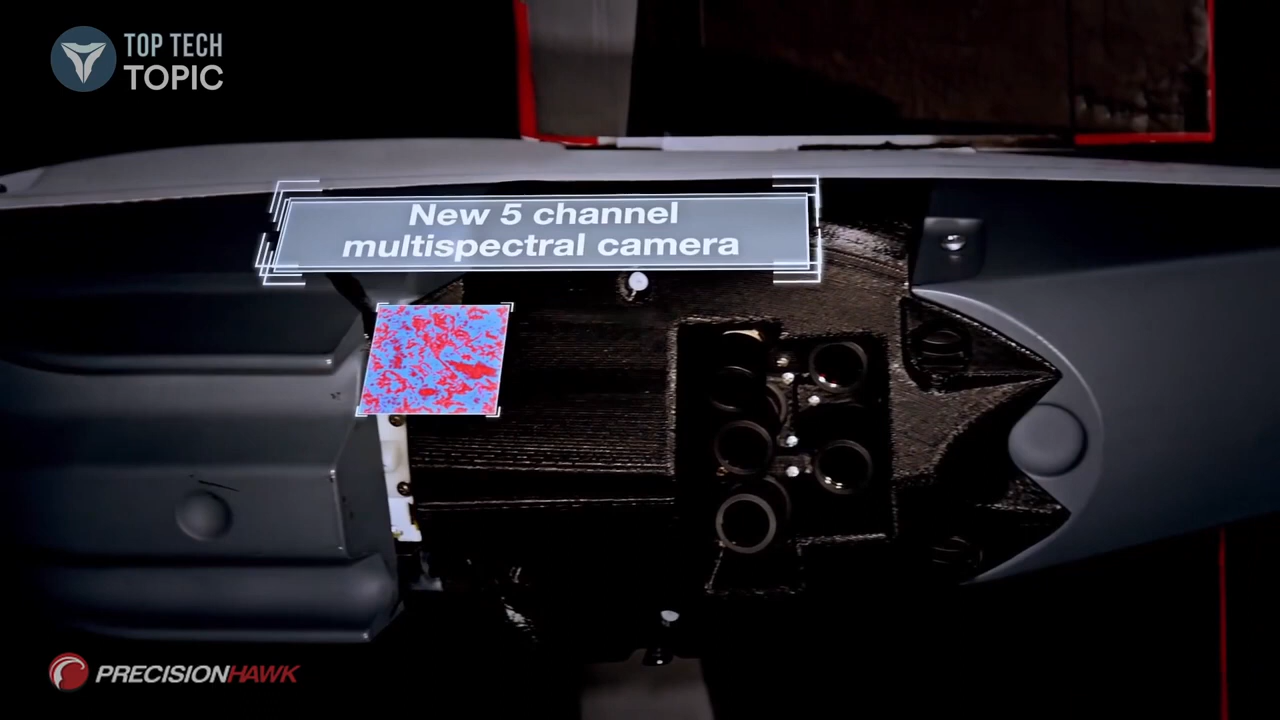 TOP TECH
TOPIC
New 5 channel
multispectral camera
PRECISIONHAWK